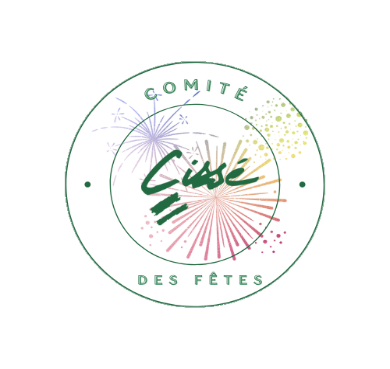 COMITÉ
Cissé
DES FÊTES